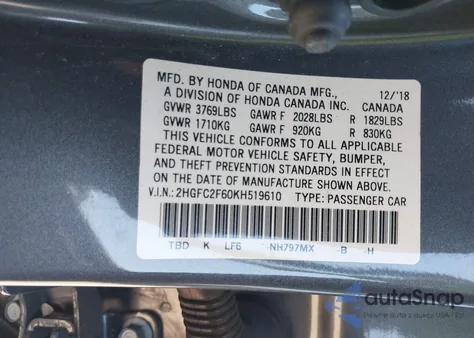 MFD. BY HONDA OF CANADA MFG., 12/'18
A DIVISION OF HONDA CANADA INC. CANADA
GVWR 3769LBS GAWR F 2028LBS R 1829LBS
GVWR 1710KG GAWR F 920KG R 830KG
THIS VEHICLE CONFORMS TO ALL APPLICABLE
FEDERAL MOTOR VEHICLE SAFETY, BUMPER,
AND THEFT PREVENTION STANDARDS IN EFFECT
ON THE DATE OF MANUFACTURE SHOWN ABOVE.
V.I.N.: 2HGFC2F60KH519610 TYPE: PASSENGER CAR
TBD K LF6 NH797MX -B -H
autoSnap